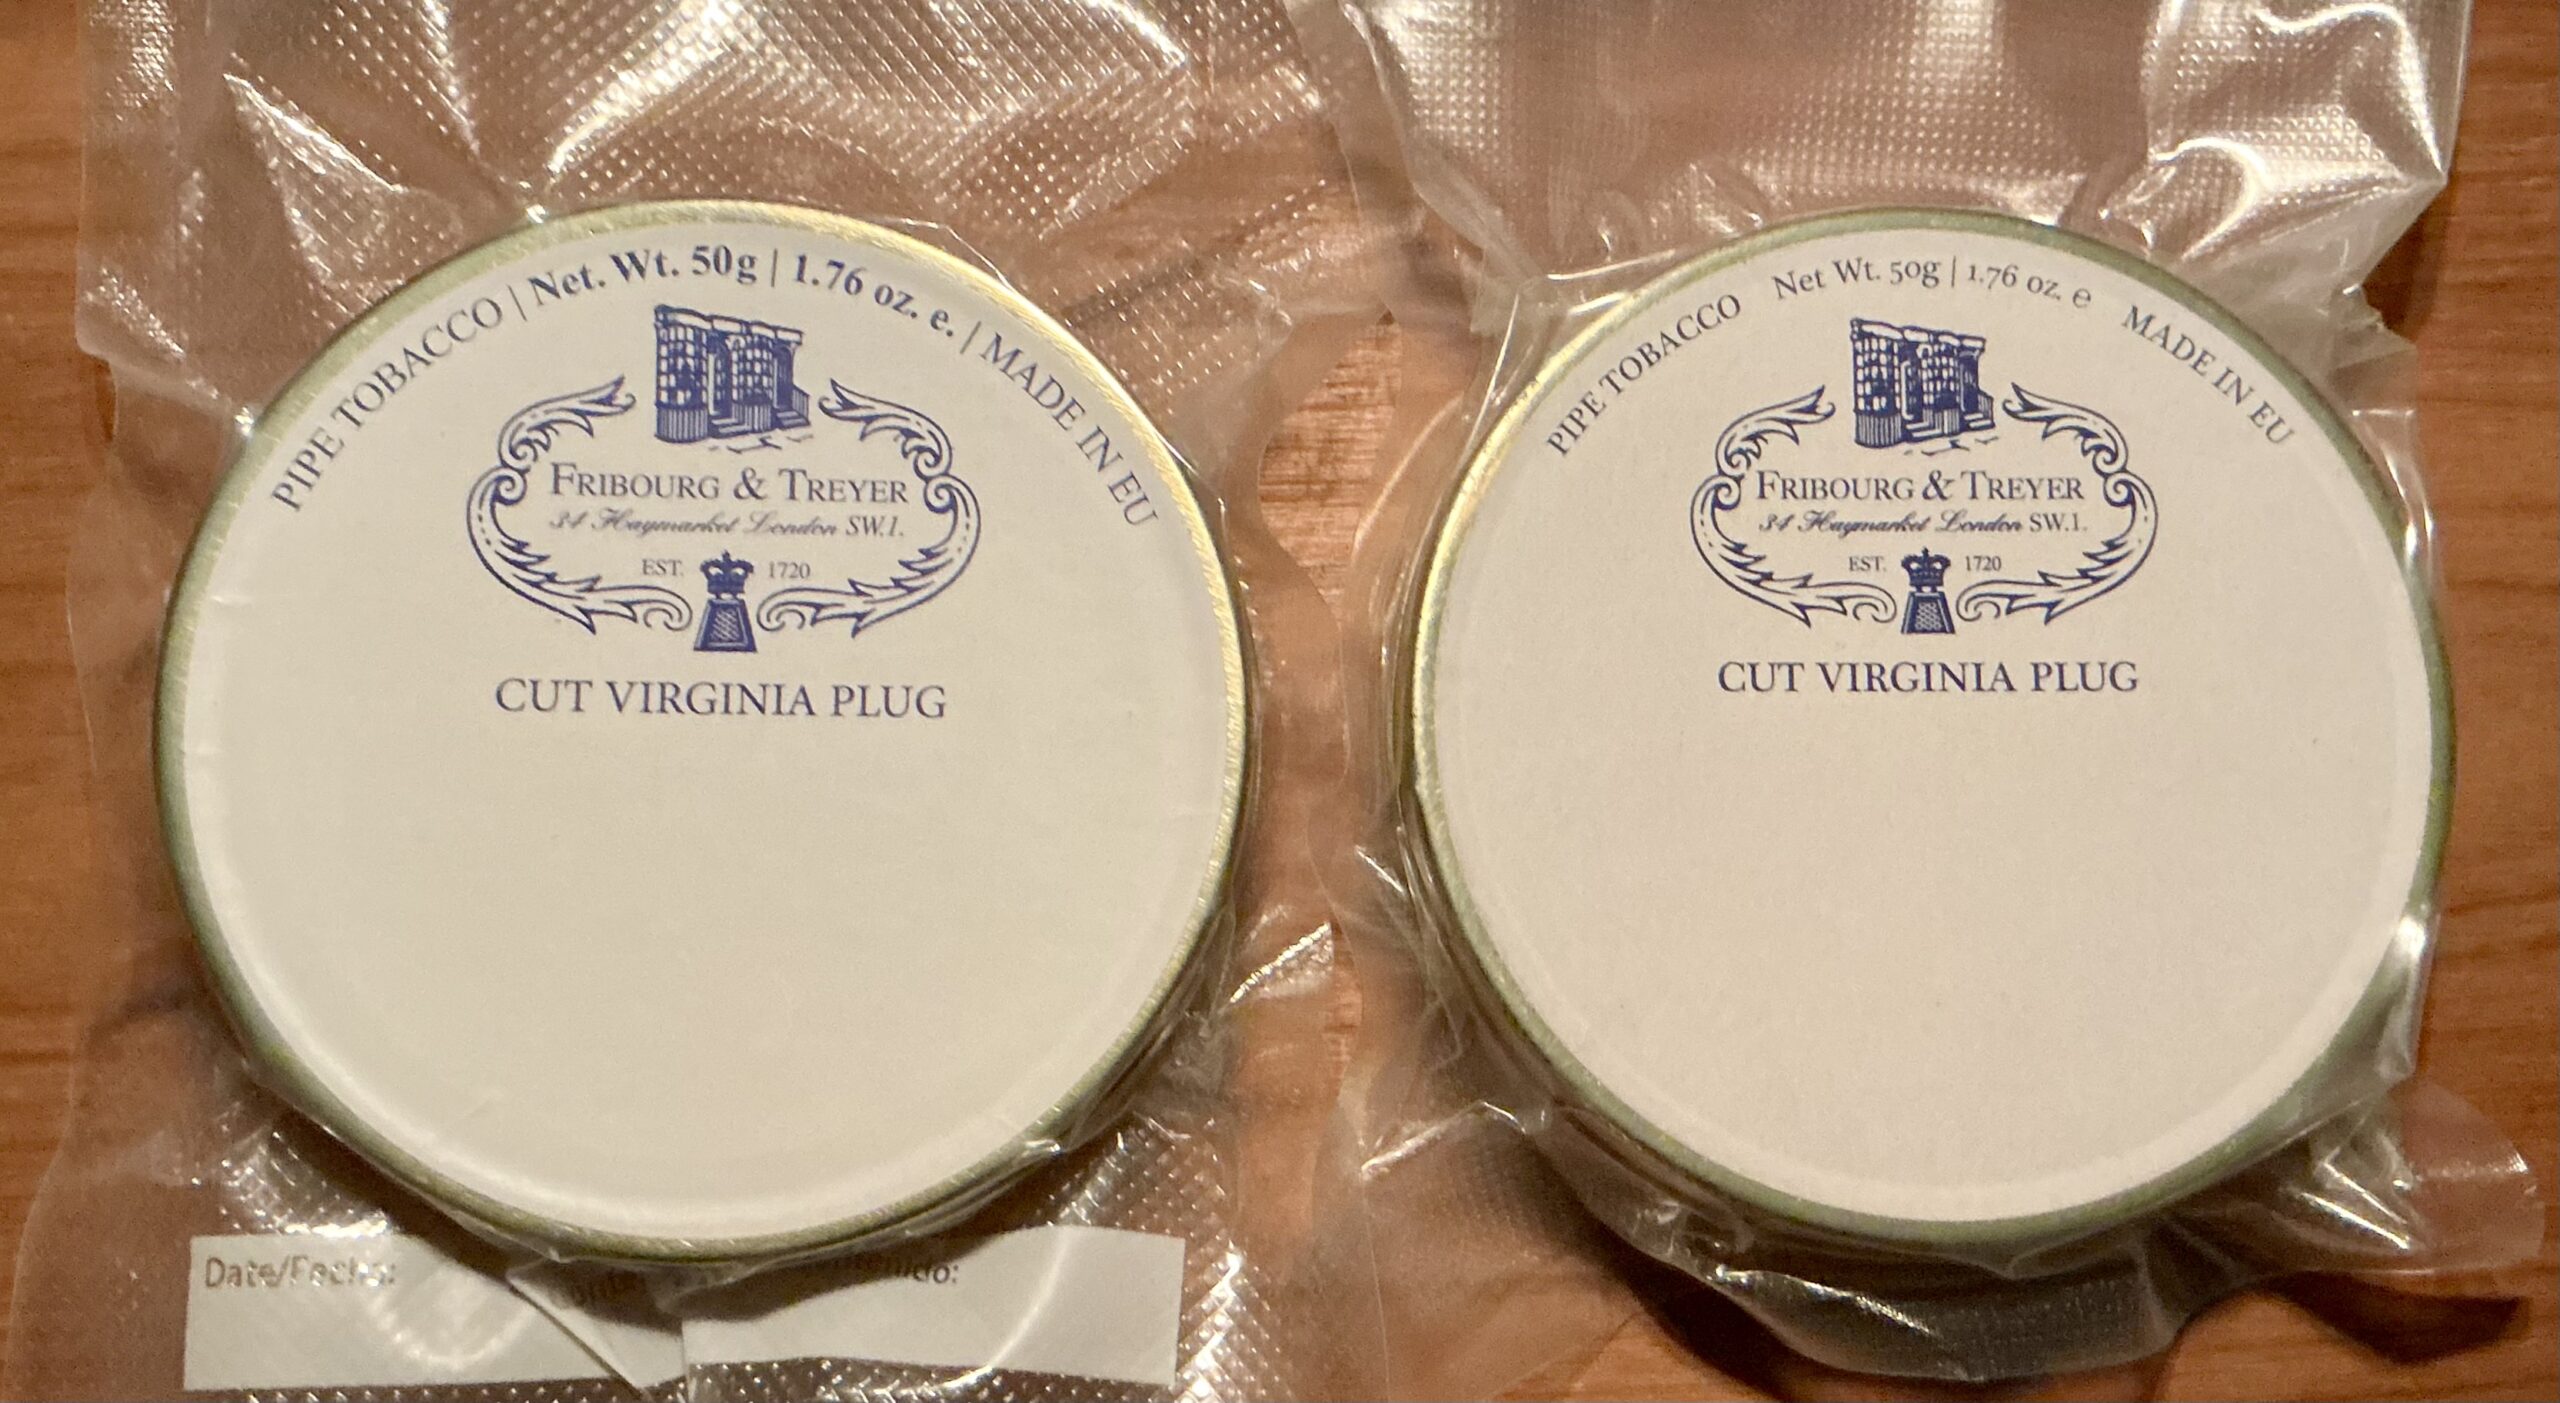 PIPE TOBACCO | Net. Wt. 50g | 1.76 oz. e. | MADE IN EU
FRIBOURG & TREYER
34 Haymarket London SW.1.
EST. 1720
CUT VIRGINIA PLUG
Date/Fecha:
PIPE TOBACCO Net Wt. 50g | 1.76 oz. e MADE IN EU
FRIBOURG & TREYER
34 Haymarket London SW.1.
EST. 1720
CUT VIRGINIA PLUG